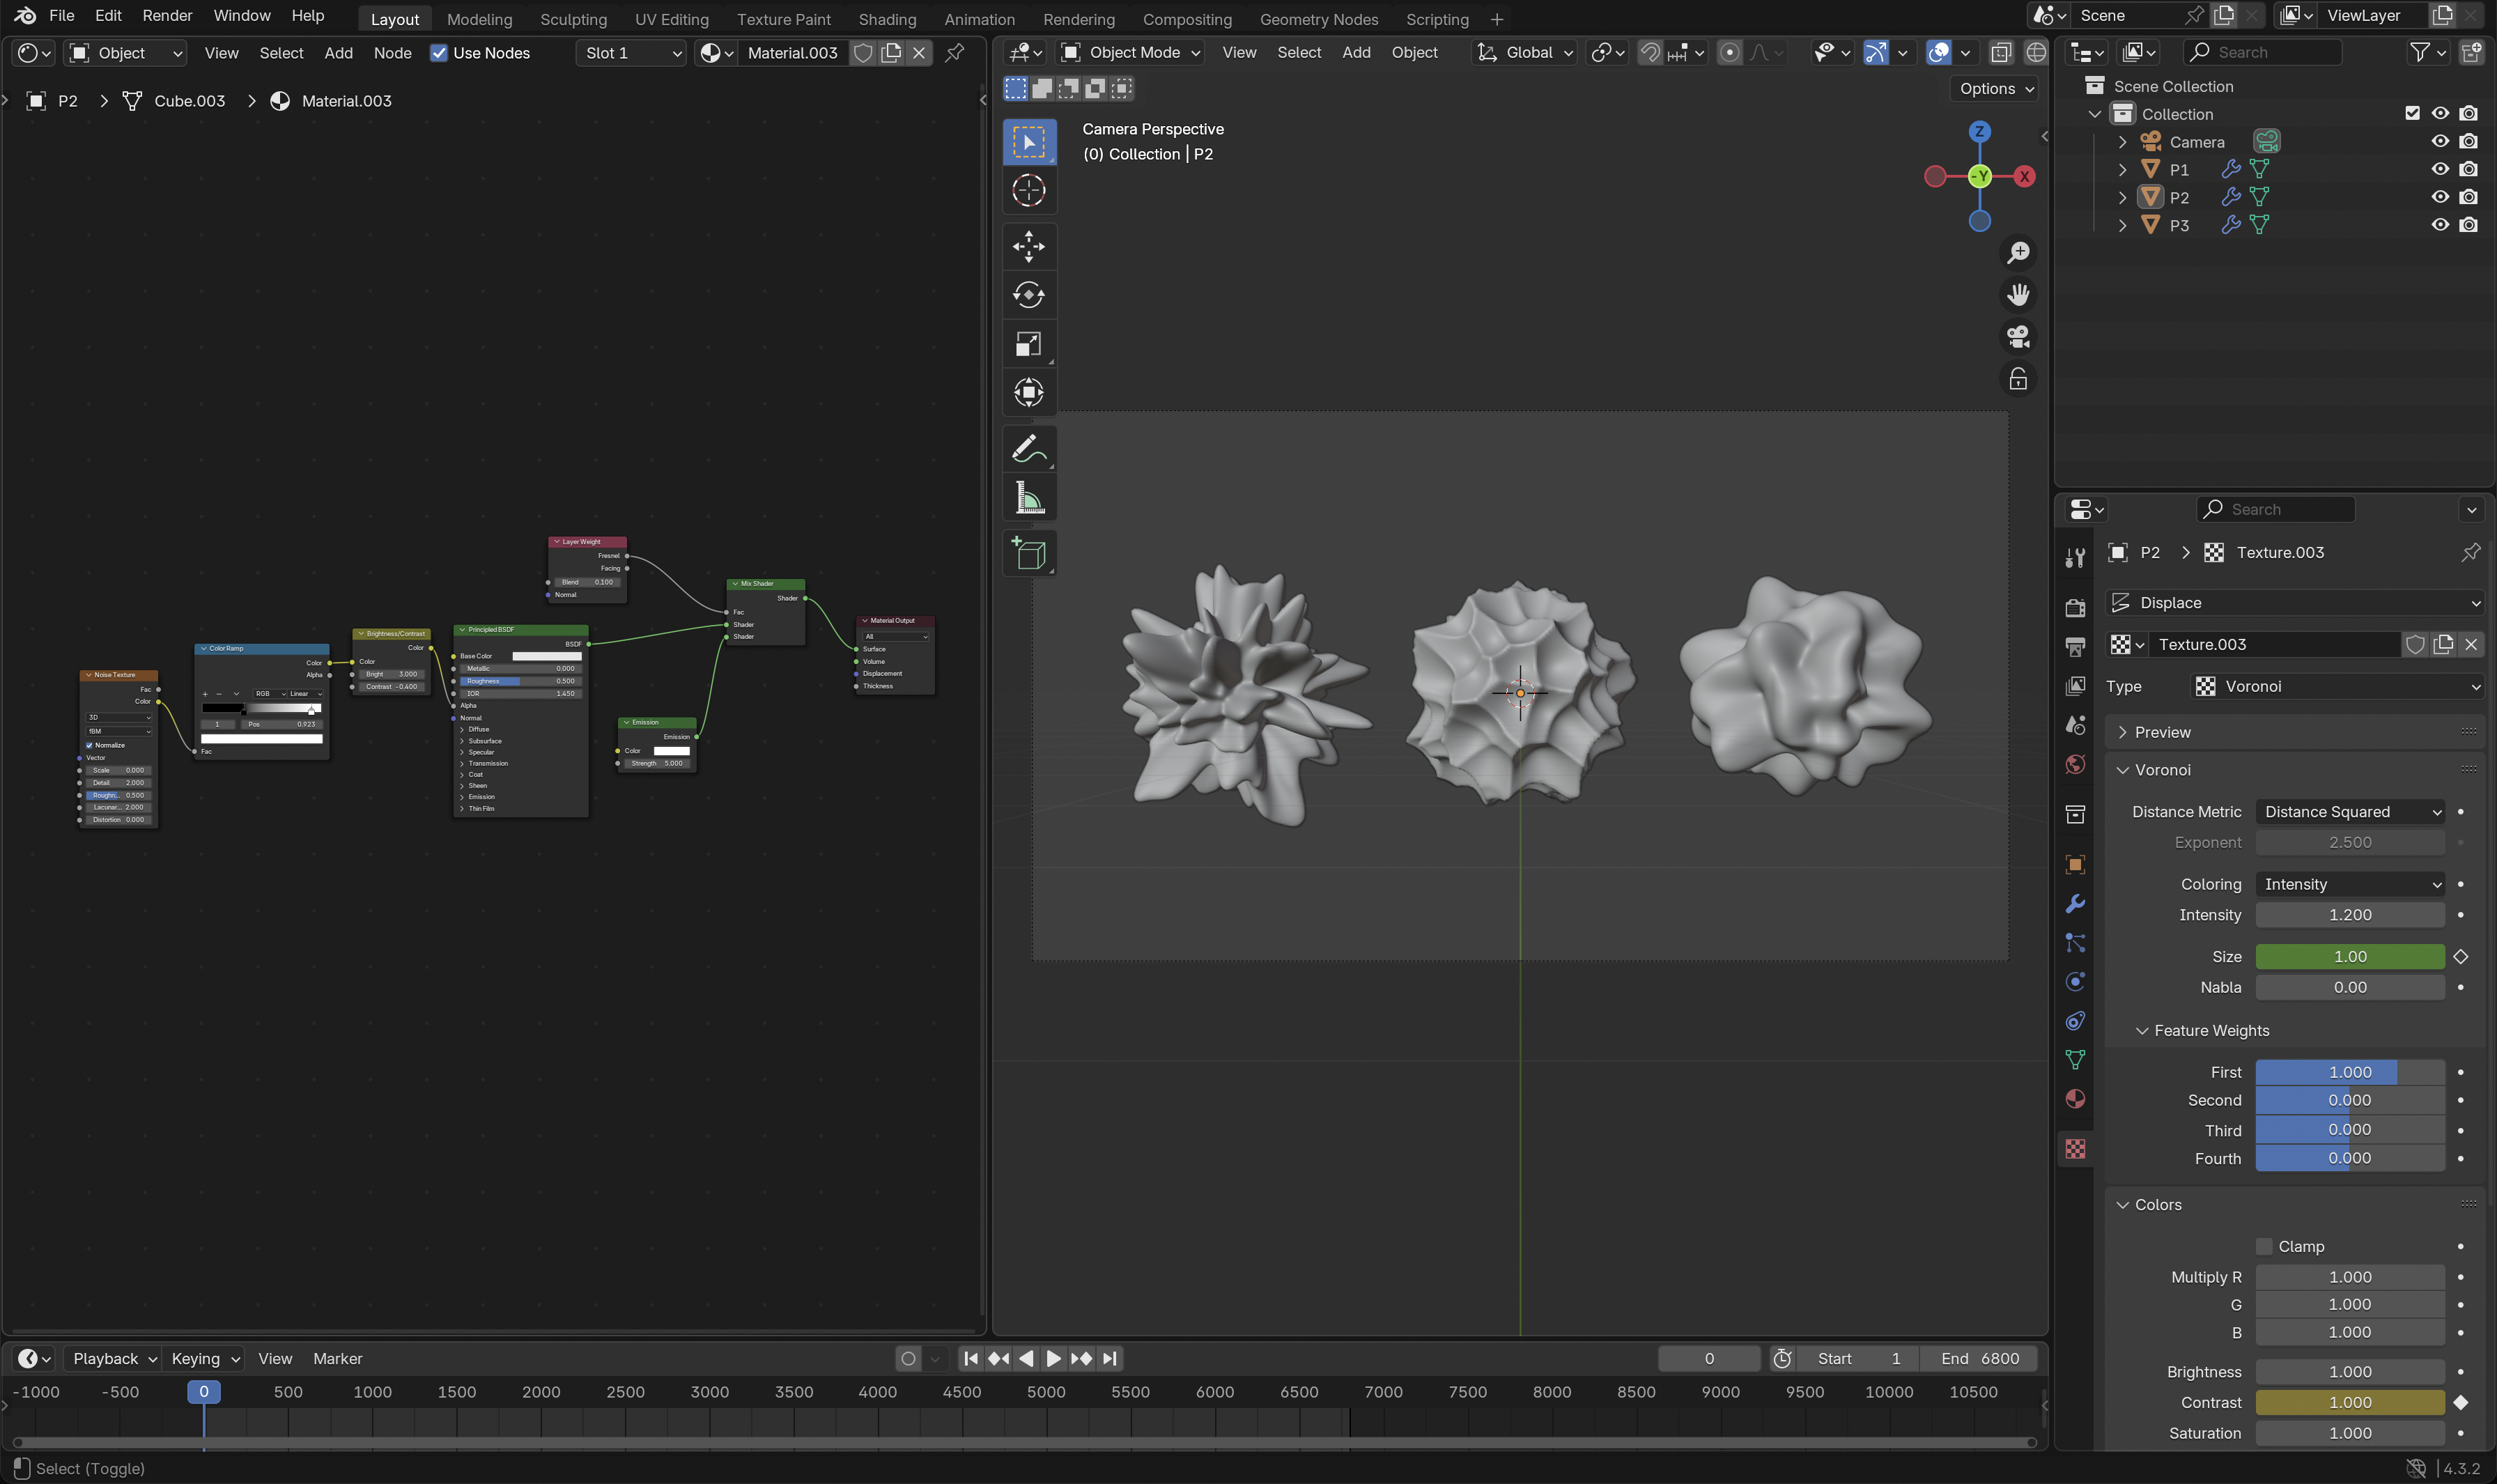 File Edit Render Window Help Layout Modeling Sculpting UV Editing Texture Paint Shading Animation Rendering Compositing Geometry Nodes Scripting + Scene ViewLayer
Object View Select Add Node Use Nodes Slot 1 Material.003
P2 > Cube.003 > Material.003
Layer Weight
Fresnel
Facing
Blend 0.100
Normal
Mix Shader
Shader
Fac
Shader
Shader
Material Output
All
Surface
Volume
Displacement
Thickness
Principled BSDF
BSDF
Base Color
Metallic 0.000
Roughness 0.500
IOR 1.450
Alpha
Normal
Diffuse
Subsurface
Specular
Transmission
Coat
Sheen
Emission
Thin Film
Brightness/Contrast
Color
Color
Bright 3.000
Contrast -0.400
Color Ramp
Color
Alpha
+ − RGB Linear
1 Pos 0.923
Fac
Noise Texture
Fac
Color
3D
fBM
Normalize
Vector
Scale 0.000
Detail 2.000
Roughn... 0.500
Lacunar... 2.000
Distortion 0.000
Emission
Emission
Color
Strength 5.000
Object Mode View Select Add Object Global
Options
Camera Perspective
(0) Collection | P2
Z
-Y
X
Search
Scene Collection
Collection
Camera
P1
P2
P3
Search
P2 > Texture.003
Displace
Texture.003
Type Voronoi
Preview
Voronoi
Distance Metric Distance Squared
Exponent 2.500
Coloring Intensity
Intensity 1.200
Size 1.00
Nabla 0.00
Feature Weights
First 1.000
Second 0.000
Third 0.000
Fourth 0.000
Colors
Clamp
Multiply R 1.000
G 1.000
B 1.000
Brightness 1.000
Contrast 1.000
Saturation 1.000
Playback Keying View Marker 0 Start 1 End 6800
-1000 -500 0 500 1000 1500 2000 2500 3000 3500 4000 4500 5000 5500 6000 6500 7000 7500 8000 8500 9000 9500 10000 10500
Select (Toggle)
4.3.2